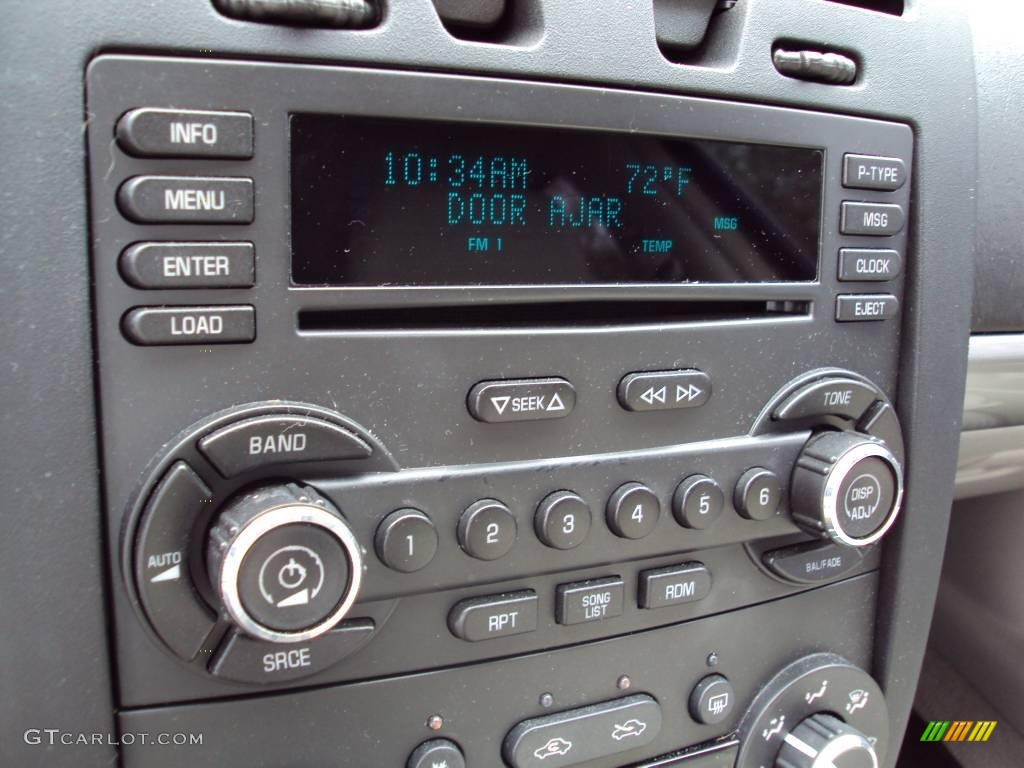 INFO
MENU
ENTER
LOAD
10:34AM 72°F
DOOR AJAR
MSG
FM 1 TEMP
P-TYPE
MSG
CLOCK
EJECT
SEEK
TONE
BAND
AUTO
1 2 3 4 5 6
DISP
ADJ
BAL/FADE
SRCE
RPT
SONG
LIST
RDM
GTCARLOT.COM